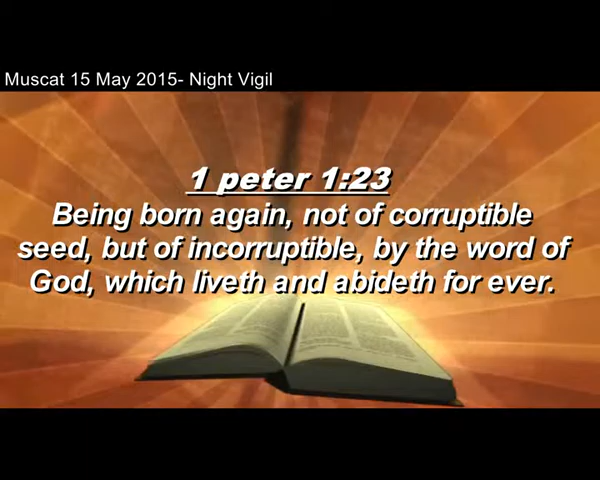 Muscat 15 May 2015- Night Vigil
1 peter 1:23
Being born again, not of corruptible
seed, but of incorruptible, by the word of
God, which liveth and abideth for ever.